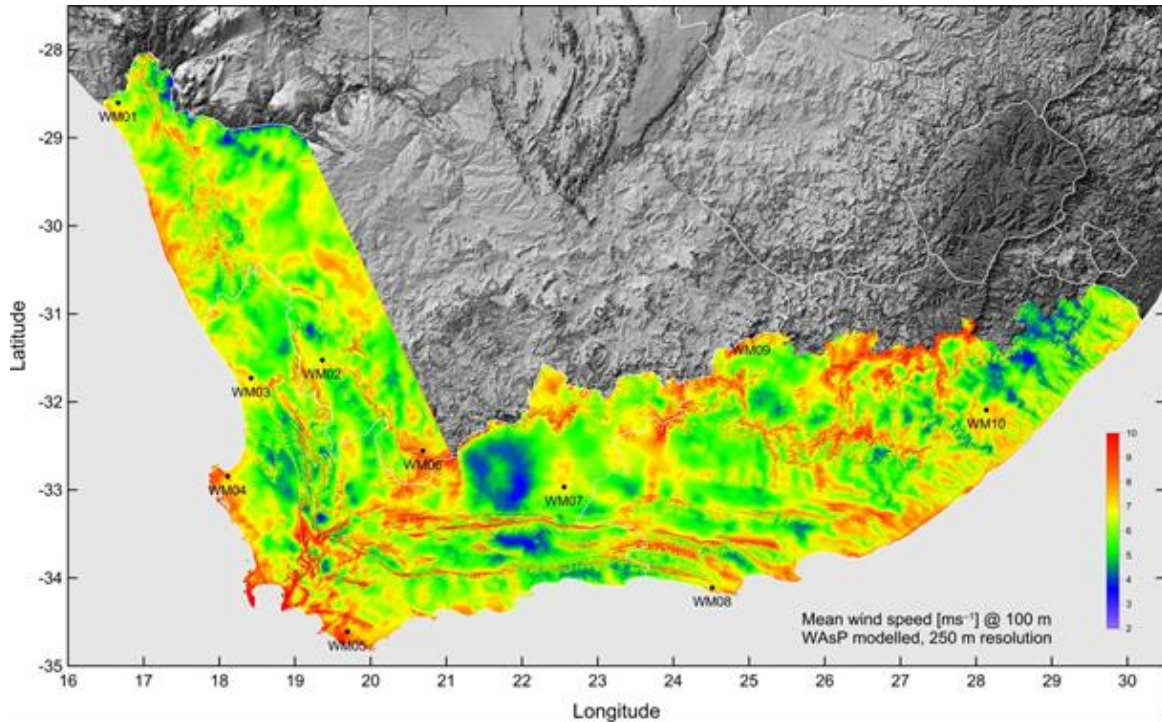 -28
-29
-30
-31
-32
-33
-34
-35
Latitude
WM01
WM02
WM03
WM04
WM05
WM06
WM07
WM08
WM09
WM10
10
9
8
7
6
5
4
3
2
Mean wind speed [ms⁻¹] @ 100 m
WAsP modelled, 250 m resolution
16 17 18 19 20 21 22 23 24 25 26 27 28 29 30
Longitude